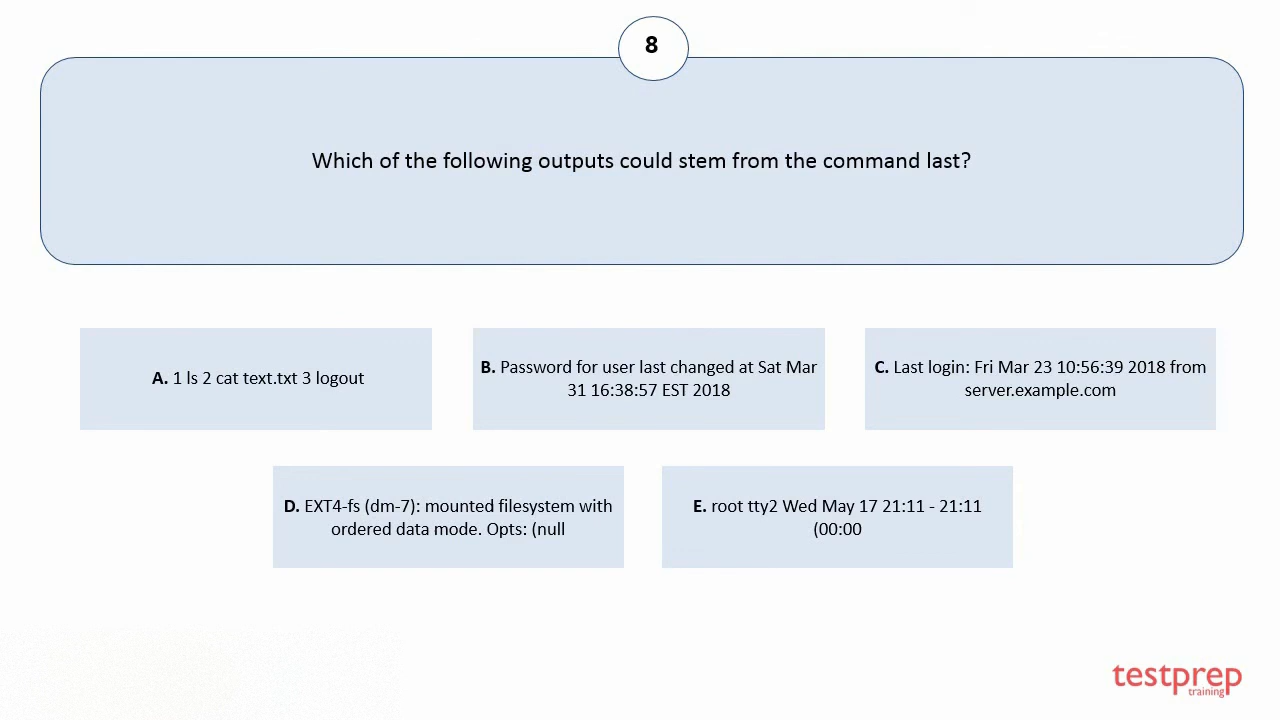 8
Which of the following outputs could stem from the command last?
A. 1 ls 2 cat text.txt 3 logout
B. Password for user last changed at Sat Mar
31 16:38:57 EST 2018
C. Last login: Fri Mar 23 10:56:39 2018 from
server.example.com
D. EXT4-fs (dm-7): mounted filesystem with
ordered data mode. Opts: (null
E. root tty2 Wed May 17 21:11 - 21:11
(00:00
testprep
training